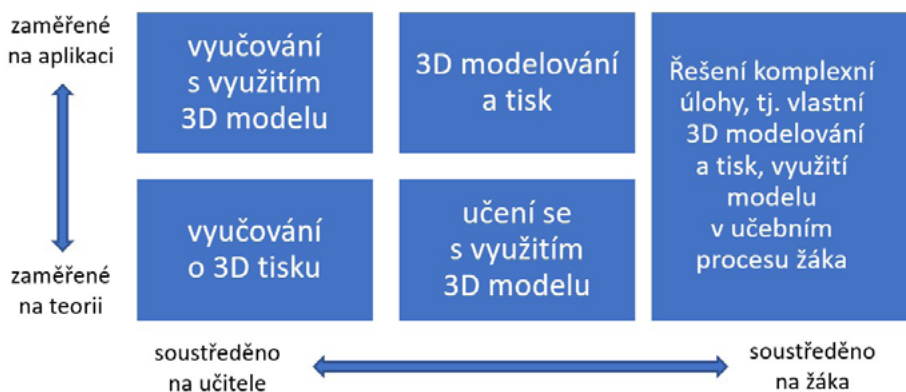 zaměřené
na aplikaci
vyučování
s využitím
3D modelu
3D modelování
a tisk
Řešení komplexní
úlohy, tj. vlastní
3D modelování
a tisk, využití
modelu
v učebním
procesu žáka
vyučování
o 3D tisku
učení se
s využitím
3D modelu
zaměřené
na teorii
soustředěno
na učitele
soustředěno
na žáka